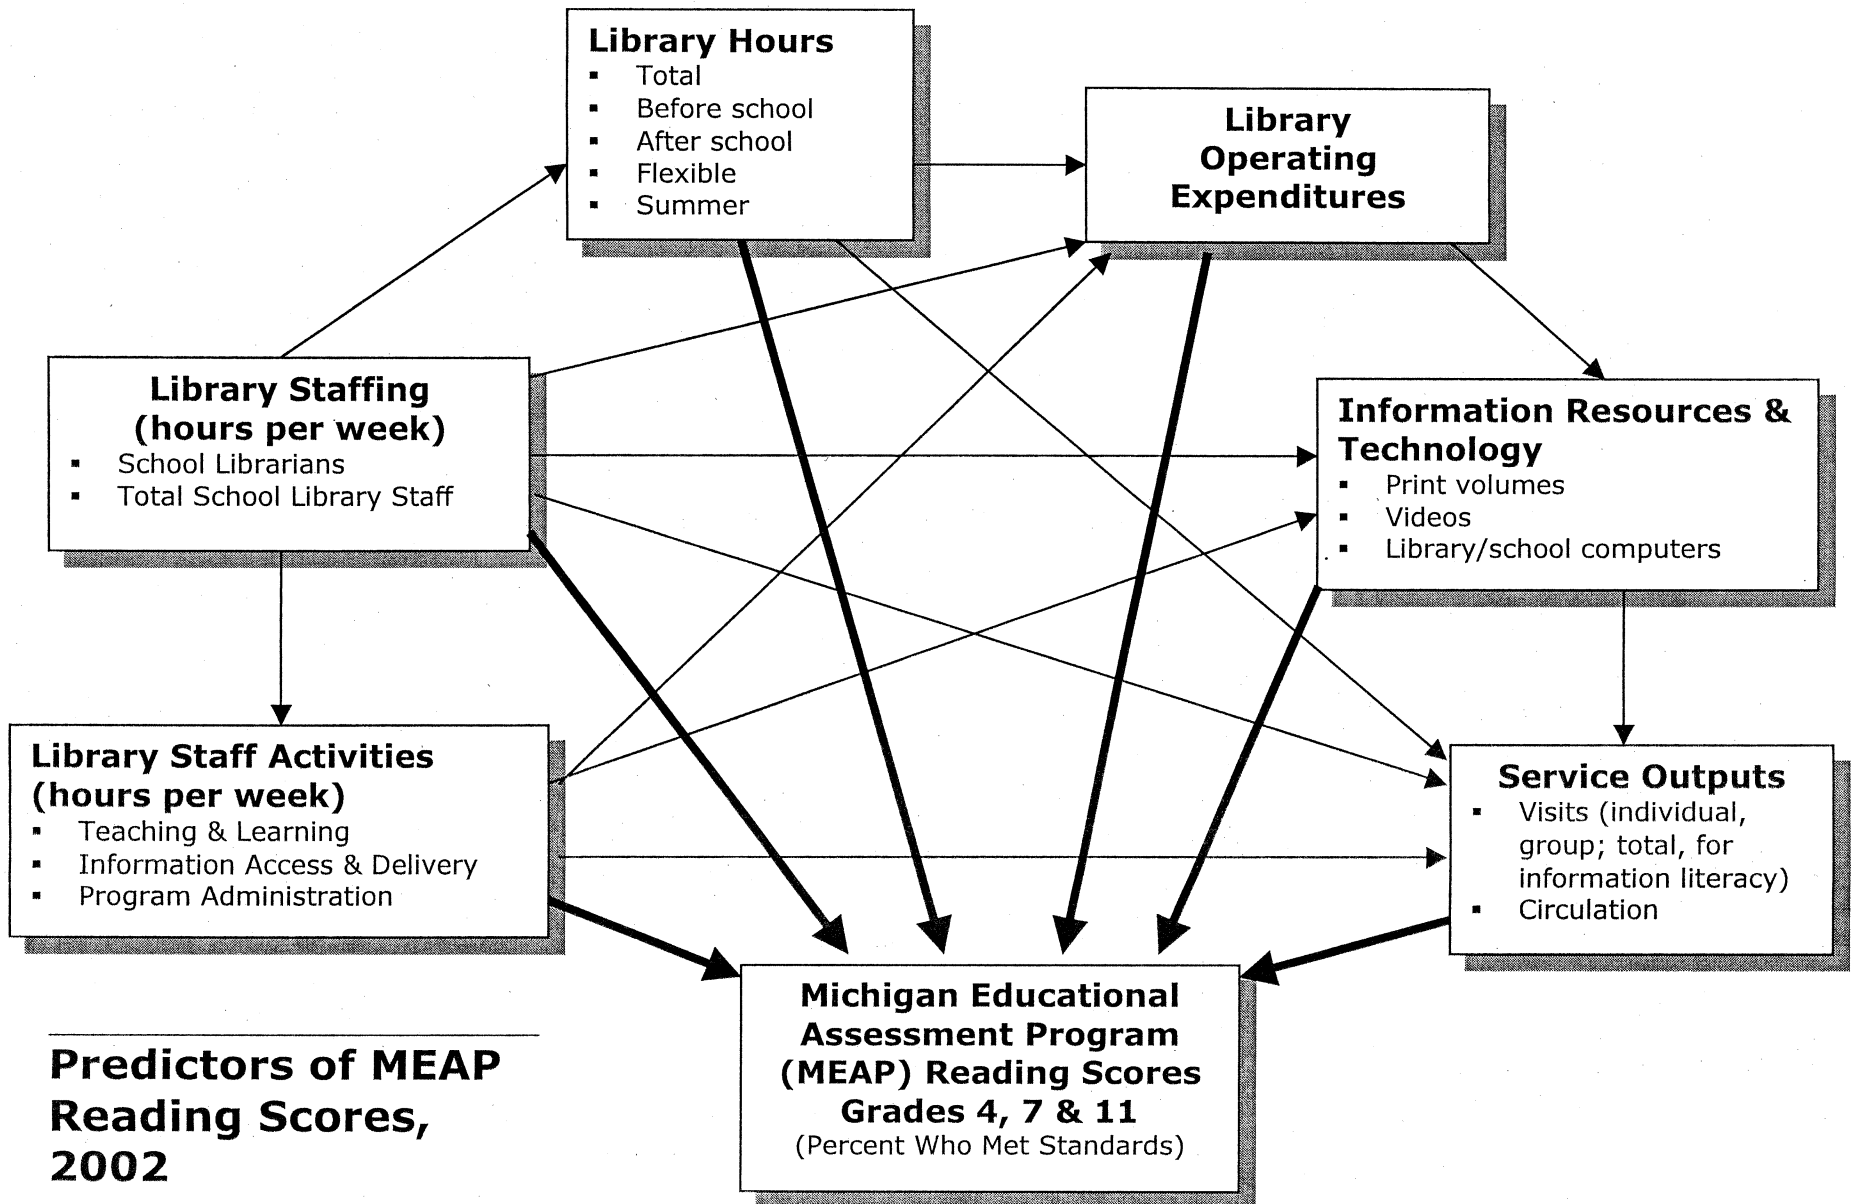 Library Hours
▪ Total
▪ Before school
▪ After school
▪ Flexible
▪ Summer
Library
Operating
Expenditures
Library Staffing
(hours per week)
▪ School Librarians
▪ Total School Library Staff
Information Resources &
Technology
▪ Print volumes
▪ Videos
▪ Library/school computers
Library Staff Activities
(hours per week)
▪ Teaching & Learning
▪ Information Access & Delivery
▪ Program Administration
Service Outputs
▪ Visits (individual,
group; total, for
information literacy)
▪ Circulation
Michigan Educational
Assessment Program
(MEAP) Reading Scores
Grades 4, 7 & 11
(Percent Who Met Standards)
Predictors of MEAP
Reading Scores,
2002